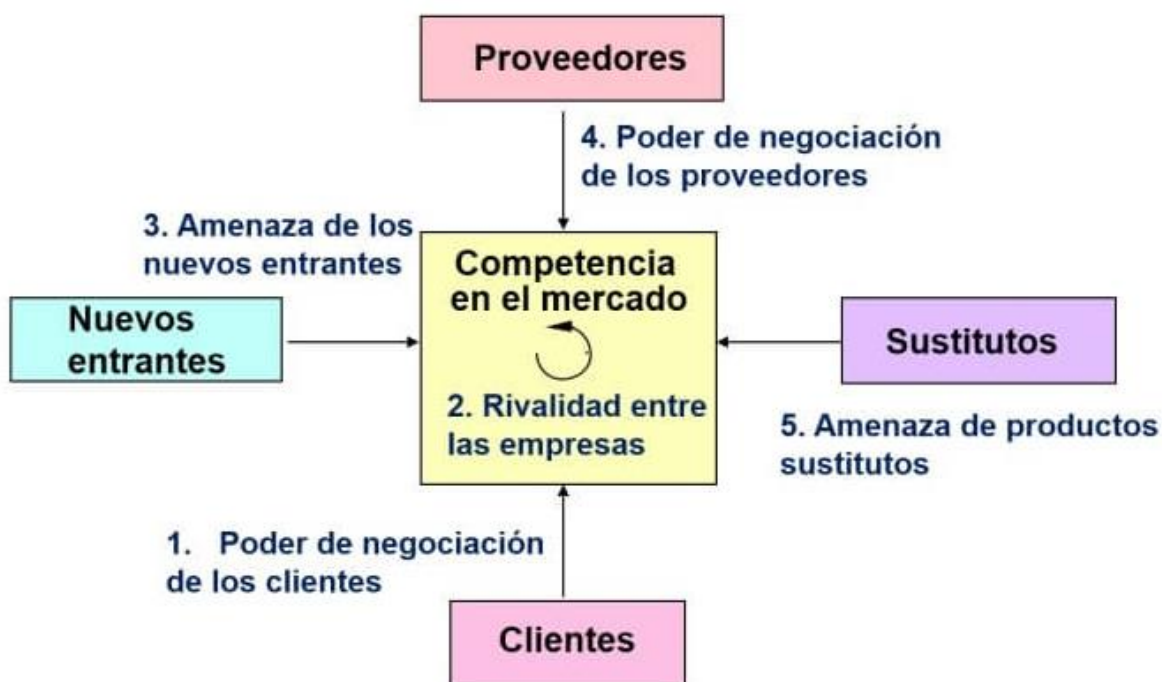 Proveedores
4. Poder de negociación
de los proveedores
3. Amenaza de los
nuevos entrantes
Competencia
en el mercado
Nuevos
entrantes
Sustitutos
2. Rivalidad entre
las empresas
5. Amenaza de productos
sustitutos
1. Poder de negociación
de los clientes
Clientes